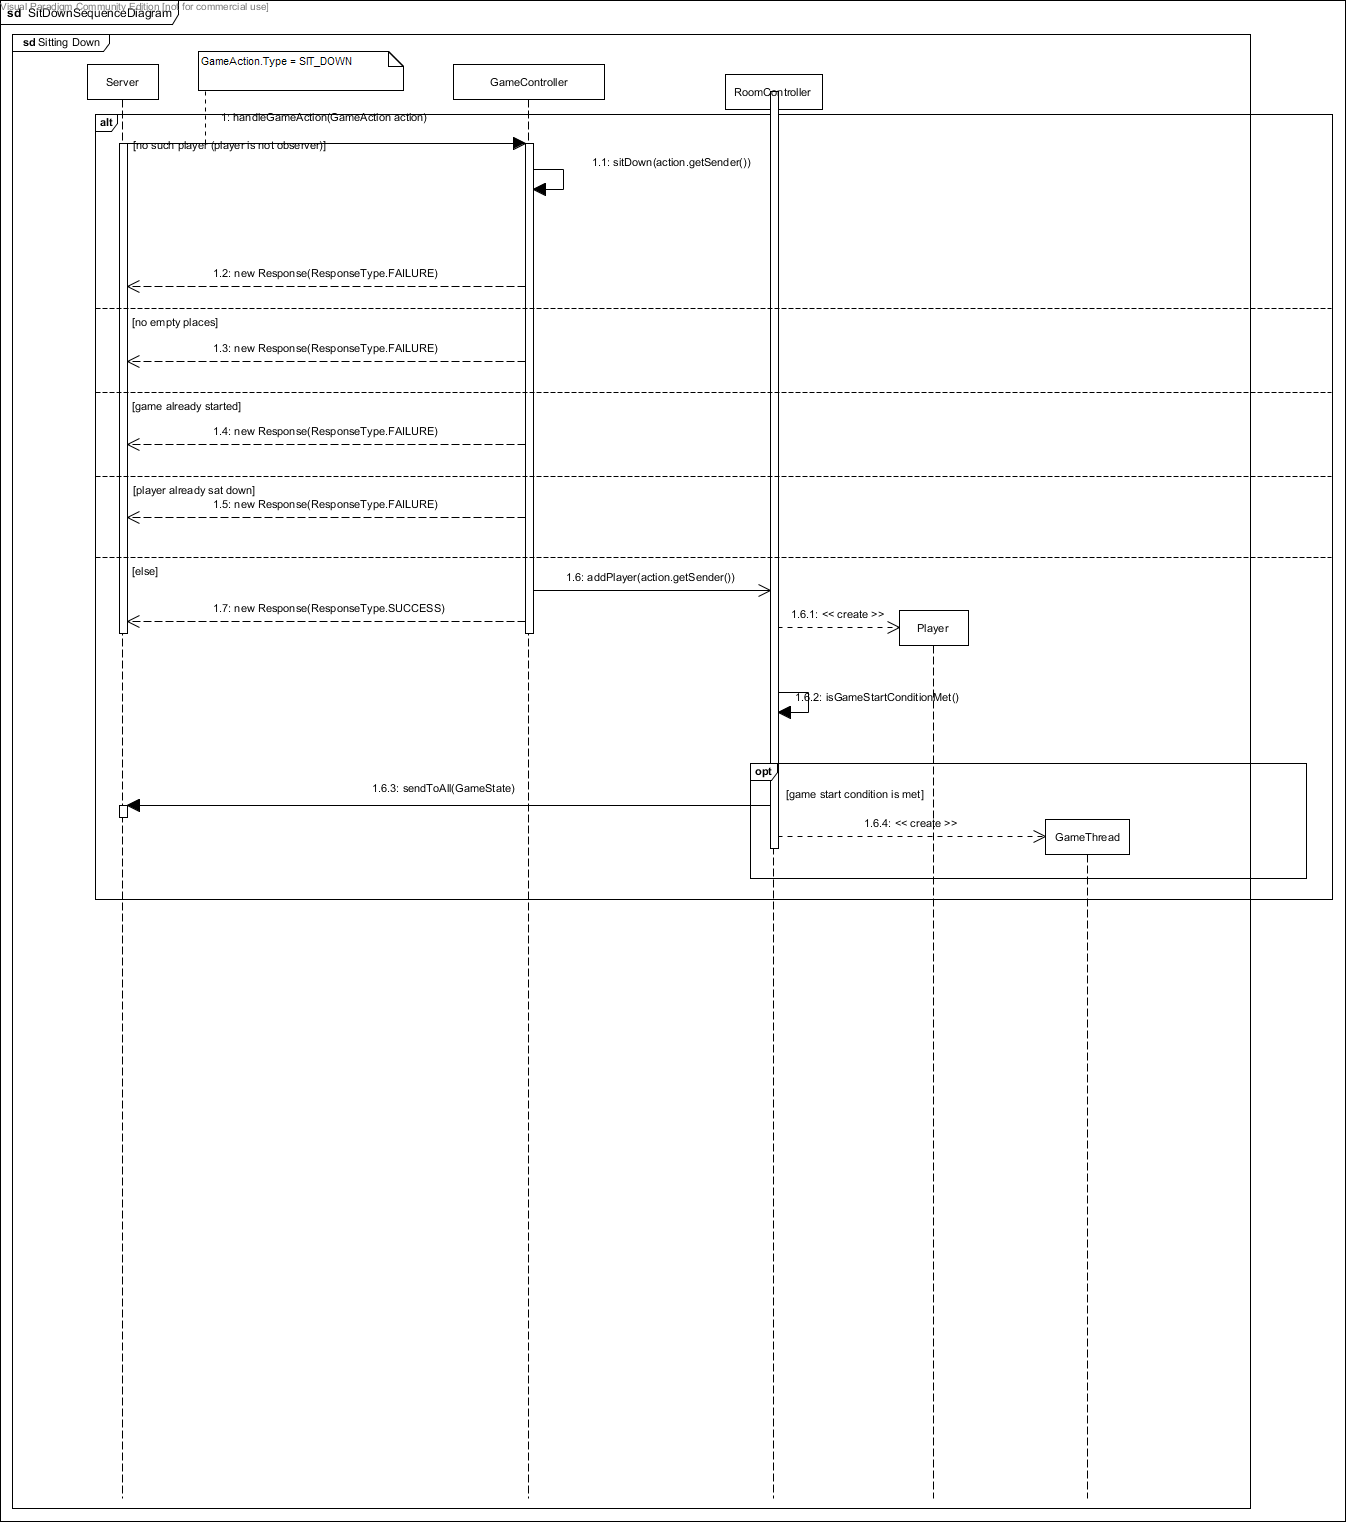 Visual Paradigm Community Edition [not for commercial use]
sd SitDownSequenceDiagram
sd Sitting Down
GameAction.Type = SIT_DOWN
Server
GameController
RoomController
alt
1: handleGameAction(GameAction action)
[no such player (player is not observer)]
1.1: sitDown(action.getSender())
1.2: new Response(ResponseType.FAILURE)
[no empty places]
1.3: new Response(ResponseType.FAILURE)
[game already started]
1.4: new Response(ResponseType.FAILURE)
[player already sat down]
1.5: new Response(ResponseType.FAILURE)
[else]
1.6: addPlayer(action.getSender())
1.7: new Response(ResponseType.SUCCESS)
1.6.1: << create >>
Player
1.6.2: isGameStartConditionMet()
opt
1.6.3: sendToAll(GameState)
[game start condition is met]
1.6.4: << create >>
GameThread